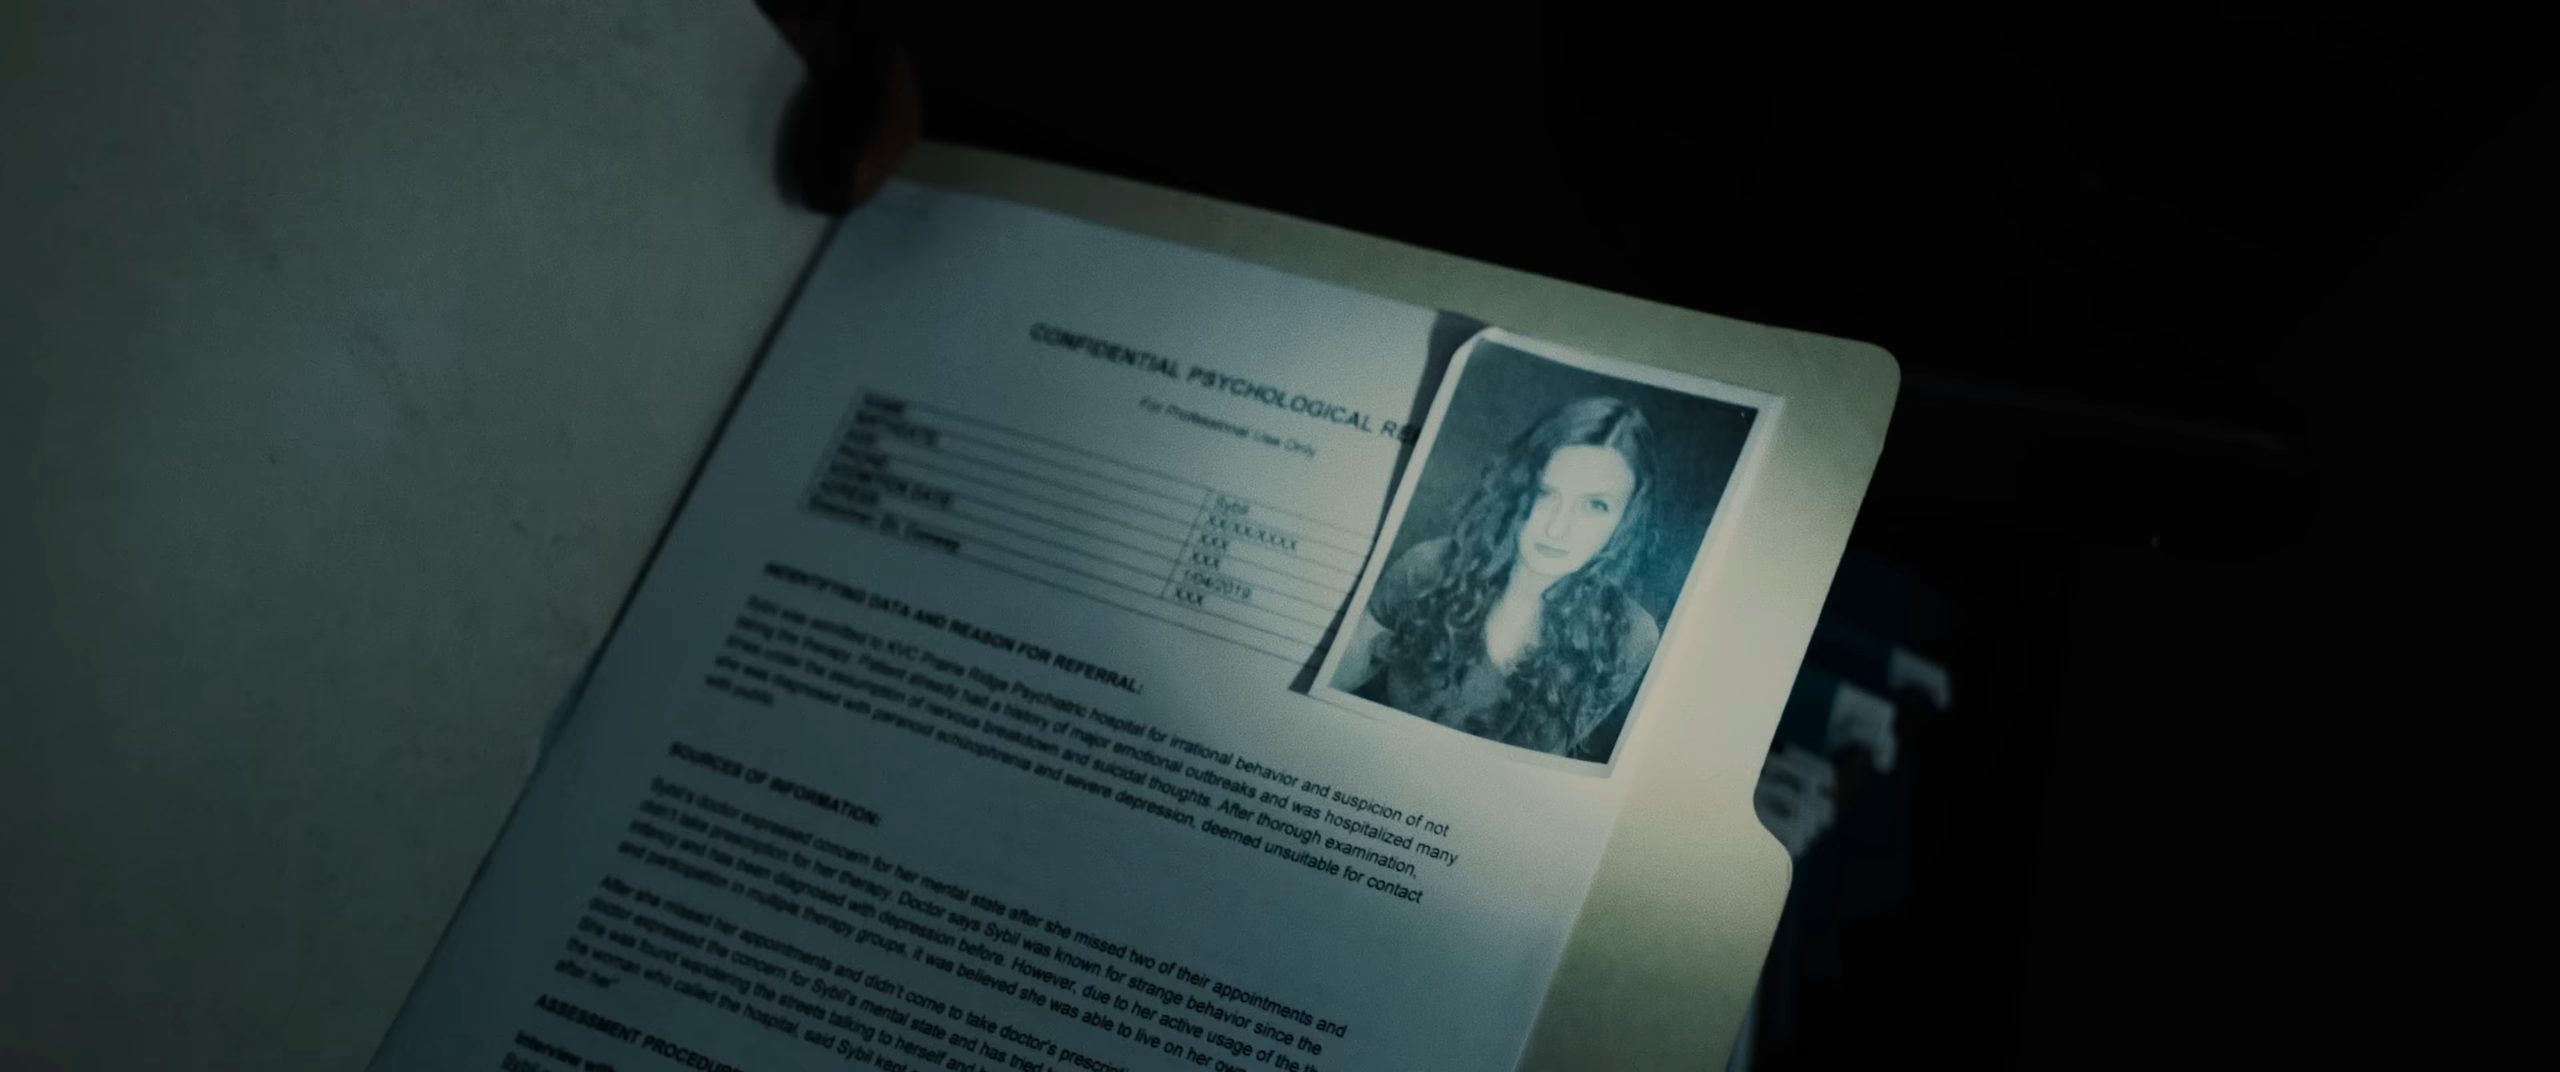 CONFIDENTIAL PSYCHOLOGICAL RE
For Professional Use Only
NAME Sybil
BIRTHDATE XX/XX/XXXX
AGE XXX
XXX
DATE 1/04/2019
XXX
Dr.
IDENTIFYING DATA AND REASON FOR REFERRAL:
Sybil was admitted to KVC Prairie Ridge Psychiatric hospital for irrational behavior and suspicion of not
taking the therapy. Patient already had a history of major emotional outbreaks and was hospitalized many
times under the assumption of nervous breakdown and suicidal thoughts. After thorough examination,
she was diagnosed with paranoid schizophrenia and severe depression, deemed unsuitable for contact
with public.
SOURCES OF INFORMATION:
Sybil's doctor expressed concern for her mental state after she missed two of their appointments and
didn't take prescription for her therapy. Doctor says Sybil was known for strange behavior since the
infancy and has been diagnosed with depression before. However, due to her active usage of the th
and participation in multiple therapy groups, it was believed she was able to live on her own
After she missed her appointments and didn't come to take doctor's prescripti
doctor expressed the concern for Sybil's mental state and has tried
She was found wandering the streets talking to herself and
the woman who called the hospital, said Sybil kept
after her"
ASSESSMENT PROCEDUR
Interview with
Sybil